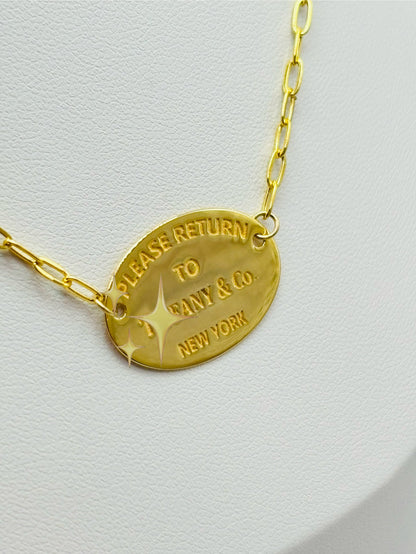 PLEASE RETURN
TO
& Co.
NEW YORK